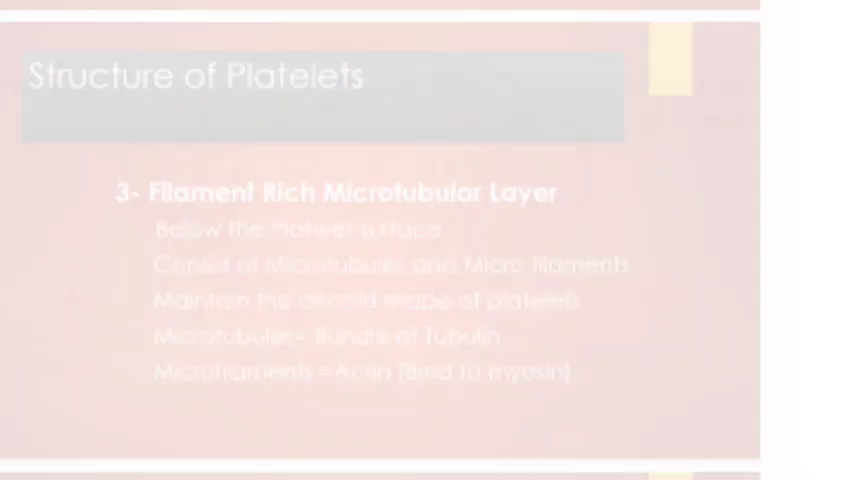 Structure of Platelets
3- Filament Rich Microtubular Layer
Below the Platelet surface
Consist of Microtubules and Micro filaments
Maintain the discoid shape of platelets
Microtubules= Bundle of Tubulin
Microfilaments =Actin (Bind to myosin)